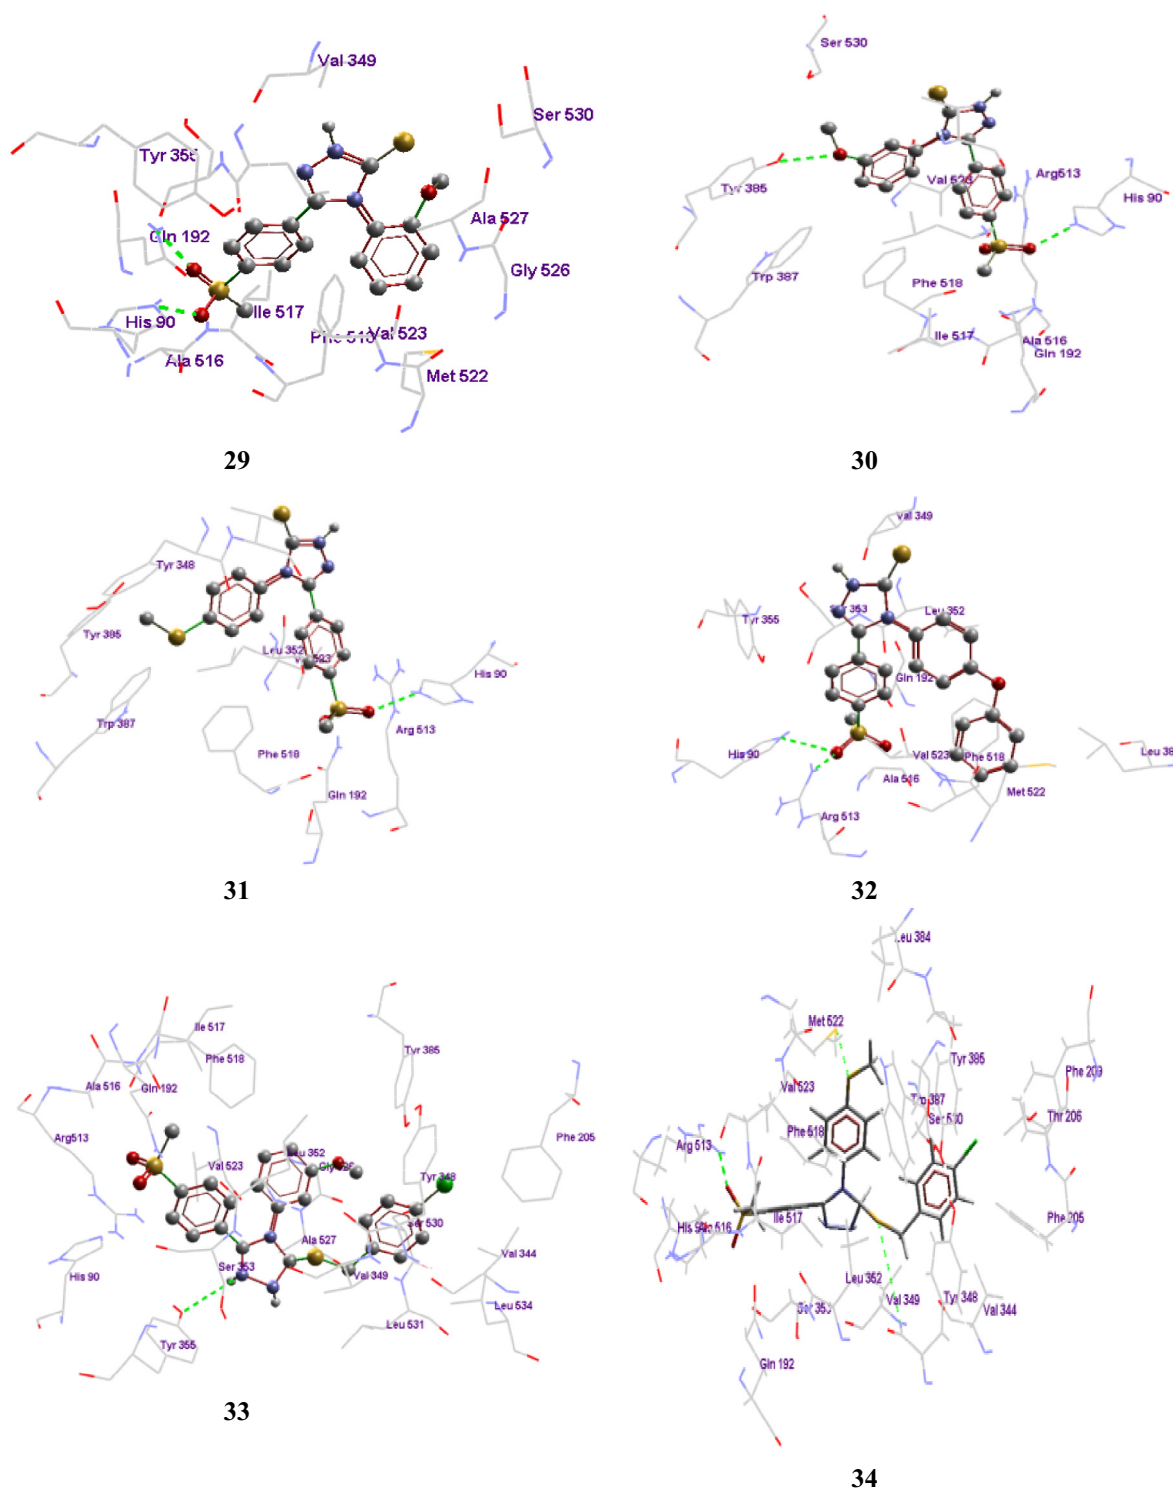 Val 349
Ser 530
Tyr 355
Gln 192
Ala 527
Gly 526
His 90
Ile 517
Val 523
Ala 516
Met 522
29
Ser 530
Tyr 385
Arg513
His 90
Trp 387
Phe 518
Ile 517
Ala 516
Gln 192
30
Tyr 348
Tyr 385
Leu 352
His 90
Trp 387
Arg 513
Phe 518
Gln 192
31
Val 349
Tyr 355
Leu 352
Gln 192
His 90
Val 523
Phe 518
Ala 516
Met 522
Arg 513
32
Ile 517
Phe 518
Tyr 385
Ala 516
Gln 192
Arg513
Phe 205
Leu 352
Val 523
Tyr 348
Ser 530
Ala 527
Val 344
His 90
Ser 353
Val 349
Leu 534
Leu 531
Tyr 355
33
Leu 384
Met 522
Tyr 385
Phe 209
Val 523
Trp 387
Thr 206
Phe 518
Arg 513
Ile 517
Phe 205
Leu 352
Val 349
Tyr 348
Val 344
Gln 192
34